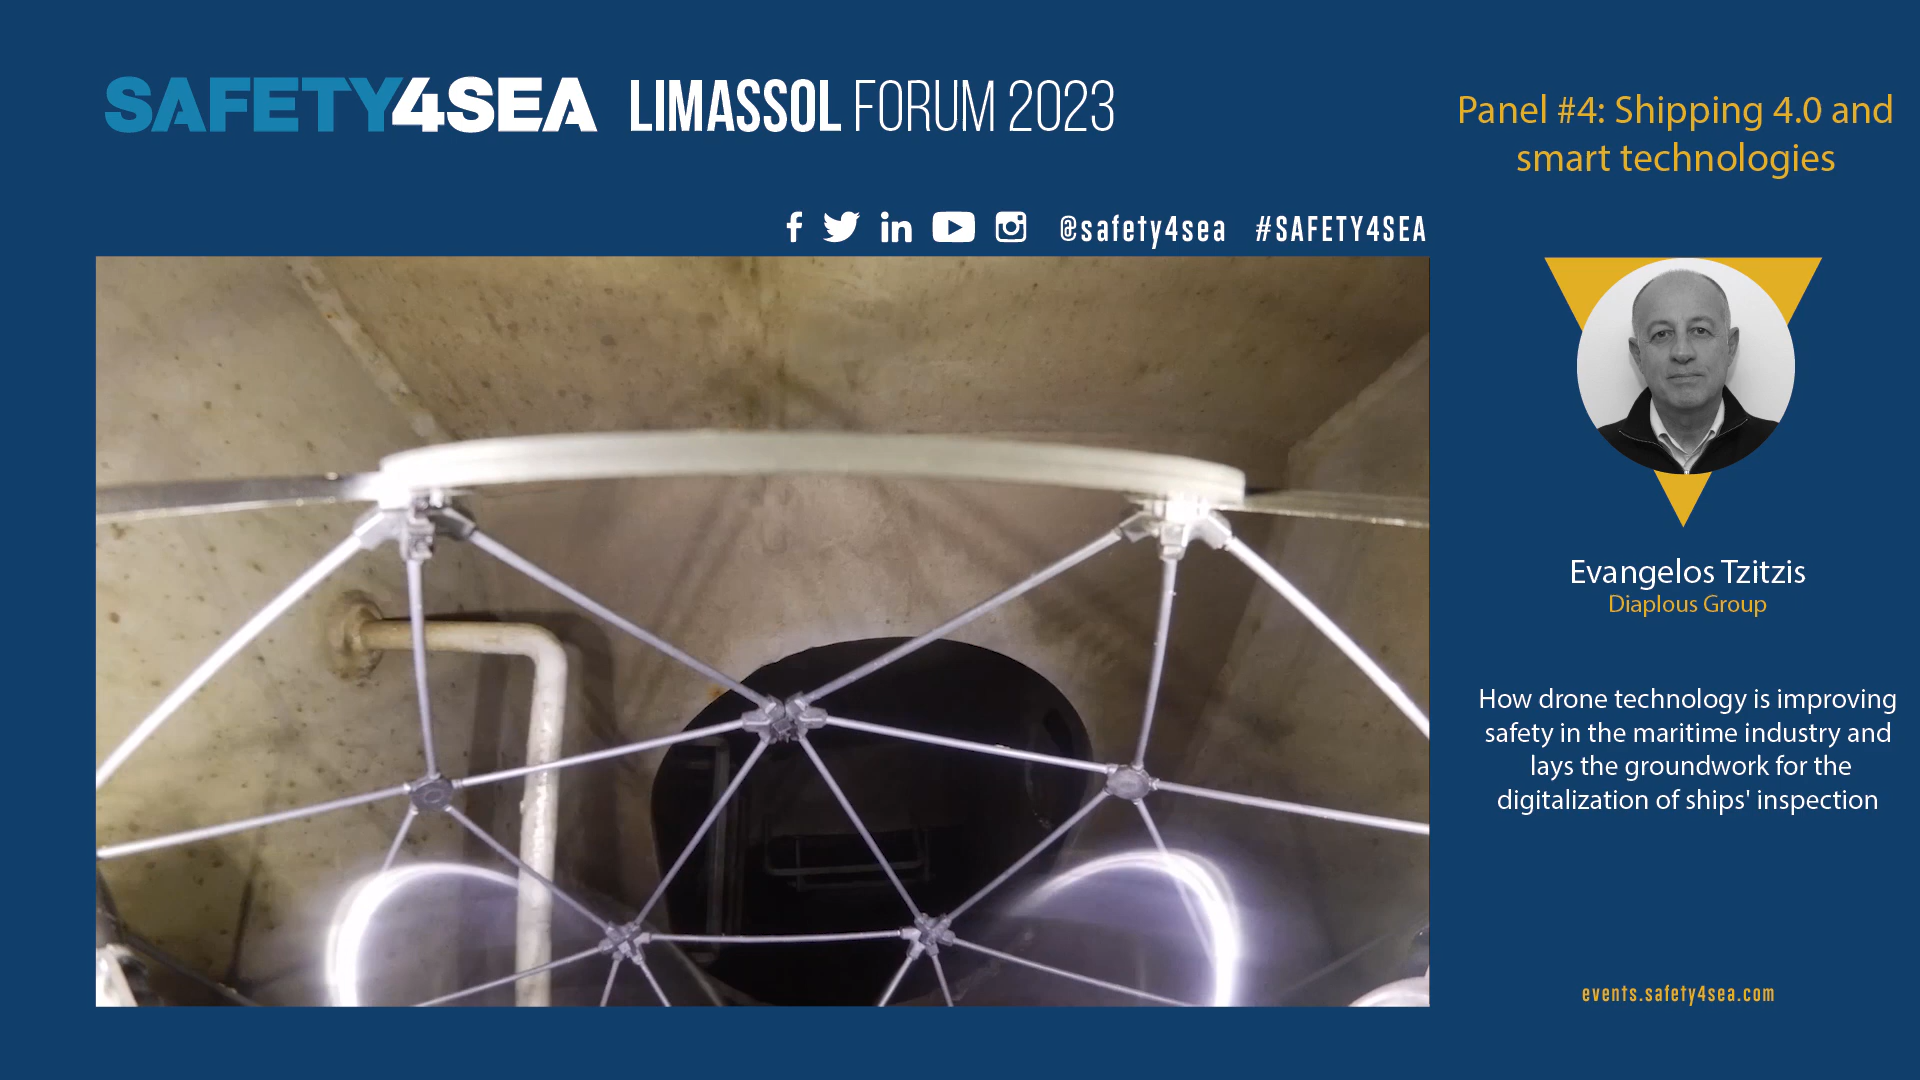 SAFETY4SEA LIMASSOL FORUM 2023
Panel #4: Shipping 4.0 and
smart technologies
@safety4sea #SAFETY4SEA
Evangelos Tzitzis
Diaplous Group
How drone technology is improving
safety in the maritime industry and
lays the groundwork for the
digitalization of ships' inspection
events.safety4sea.com